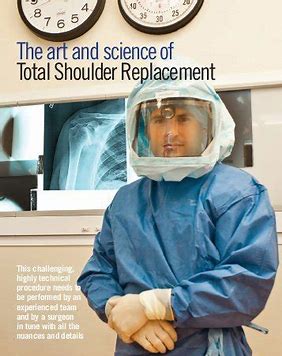 The art and science of
Total Shoulder Replacement
This challenging,
highly technical
procedure needs to
be performed by an
experienced team
and by a surgeon
in tune with all the
nuances and details